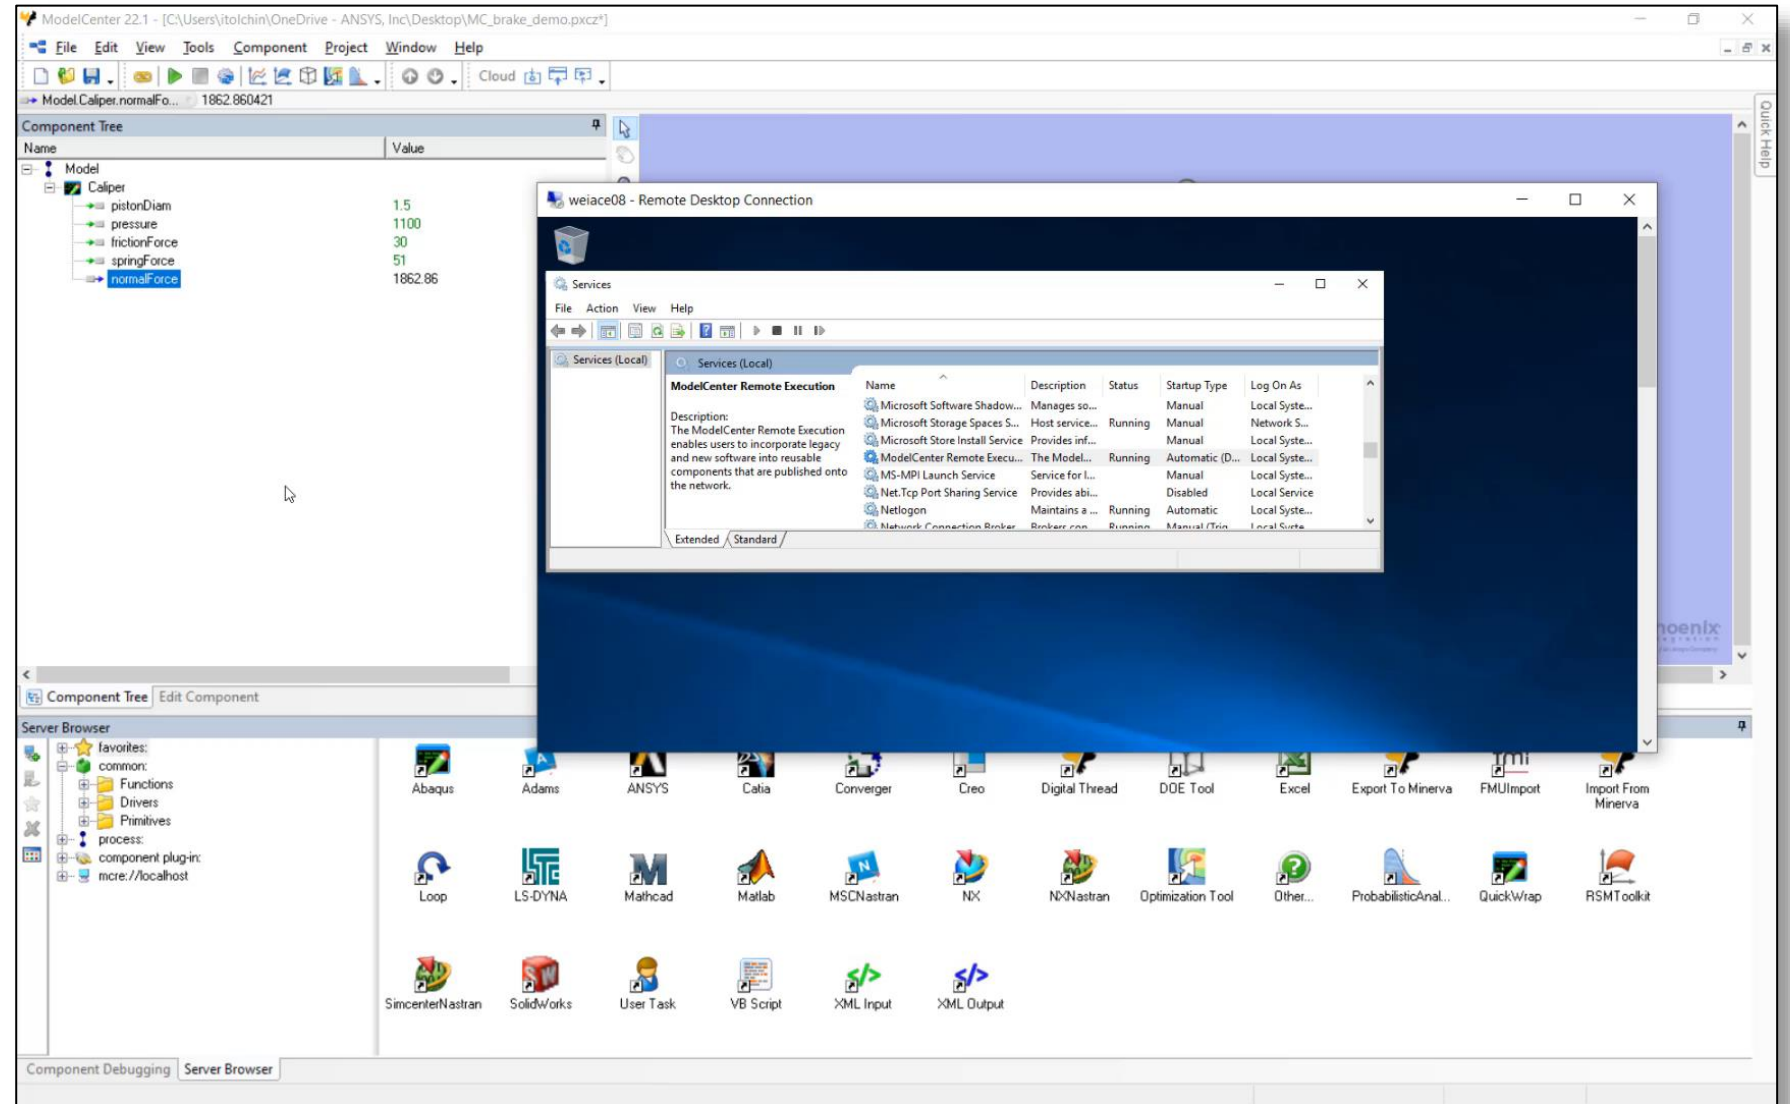 ModelCenter 22.1 - [C:\Users\itolchin\OneDrive - ANSYS, Inc\Desktop\MC_brake_demo.pxcz*]
File Edit View Tools Component Project Window Help
Cloud
Model.Caliper.normalFo... 1862.860421
Quick Help
Component Tree
Name Value
Model
Caliper
pistonDiam 1.5
pressure 1100
frictionForce 30
springForce 51
normalForce 1862.86
weiace08 - Remote Desktop Connection
Services
File Action View Help
Services (Local)
Services (Local)
ModelCenter Remote Execution
Description:
The ModelCenter Remote Execution
enables users to incorporate legacy
and new software into reusable
components that are published onto
the network.
Name Description Status Startup Type Log On As
Microsoft Software Shadow... Manages so... Manual Local Syste...
Microsoft Storage Spaces S... Host service... Running Manual Network S...
Microsoft Store Install Service Provides inf... Manual Local Syste...
ModelCenter Remote Execu... The Model... Running Automatic (D... Local Syste...
MS-MPI Launch Service Service for l... Manual Local Syste...
Net.Tcp Port Sharing Service Provides abi... Disabled Local Service
Netlogon Maintains a ... Running Automatic Local Syste...
Network Connection Broker Brokers con... Running Manual (Trig... Local Syste...
Extended Standard
hoenix
Component Tree Edit Component
Server Browser
favorites:
common:
Functions
Drivers
Primitives
process:
component plug-in:
mcre://localhost
Abaqus Adams ANSYS Catia Converger Creo Digital Thread DOE Tool Excel Export To Minerva FMUImport Import From
Minerva
Loop LS-DYNA Mathcad Matlab MSCNastran NX NXNastran Optimization Tool Other... ProbabilisticAnal... QuickWrap RSMToolkit
SimcenterNastran SolidWorks User Task VB Script XML Input XML Output
Component Debugging Server Browser